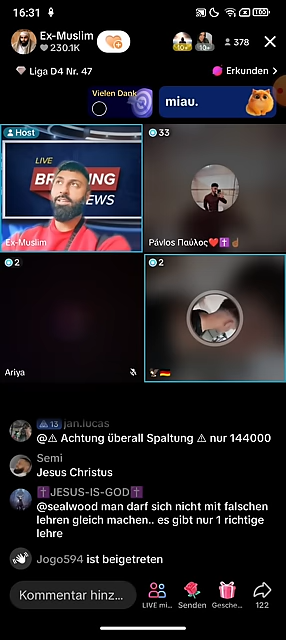 16:31
100
Ex-Muslim
230.1K
10+
10+
378
Liga D4 Nr. 47
Erkunden >
Vielen Dank
miau.
Host
33
LIVE
BREAKING
NEWS
Ex-Muslim
Pávlos Παύλος❤️✝️☝🏾
2
2
Ariya
🦅🇩🇪
13 jan.lucas
@⚠ Achtung überall Spaltung ⚠ nur 144000
Semi
Jesus Christus
✝️JESUS-IS-GOD✝️
@sealwood man darf sich nicht mit falschen
lehren gleich machen.. es gibt nur 1 richtige
lehre
Jogo594 ist beigetreten
Kommentar hinz...
LIVE mi...
Senden
Gesche...
122